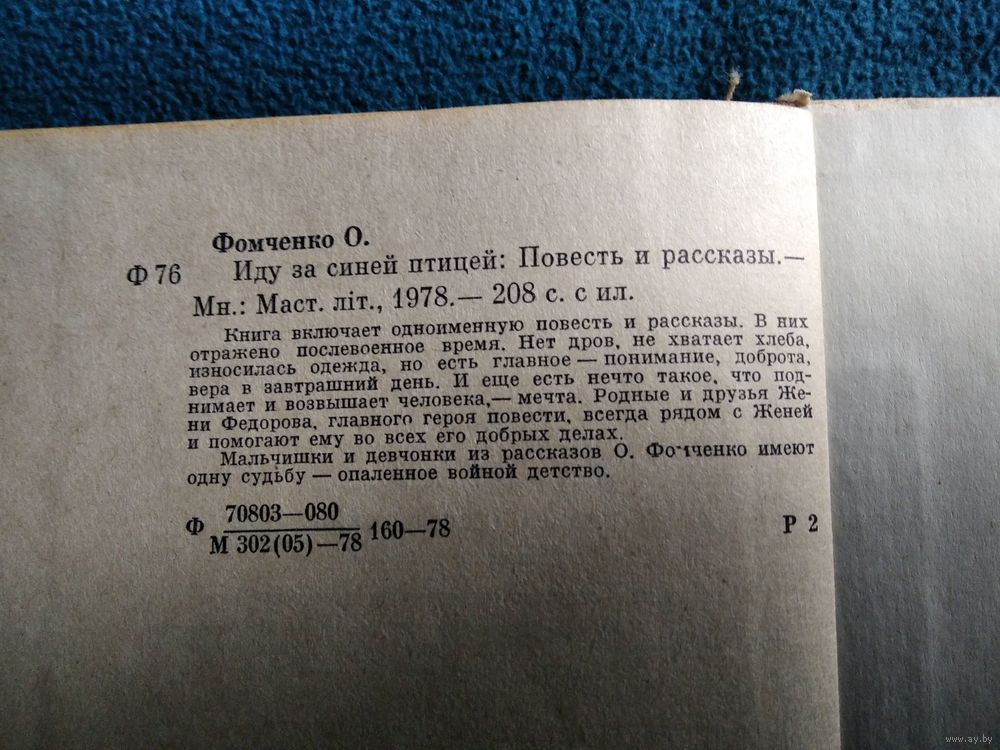 Фомченко О.
Ф 76 Иду за синей птицей: Повесть и рассказы.—
Мн.: Маст. літ., 1978.— 208 с. с ил.
Книга включает одноименную повесть и рассказы. В них
отражено послевоенное время. Нет дров, не хватает хлеба,
износилась одежда, но есть главное — понимание, доброта,
вера в завтрашний день. И еще есть нечто такое, что под-
нимает и возвышает человека,— мечта. Родные и друзья Же-
ни Федорова, главного героя повести, всегда рядом с Женей
и помогают ему во всех его добрых делах.
Мальчишки и девчонки из рассказов О. Фомченко имеют
одну судьбу — опаленное войной детство.
Ф 70803—080
М 302(05)—78 160—78 Р 2
www.ay.by